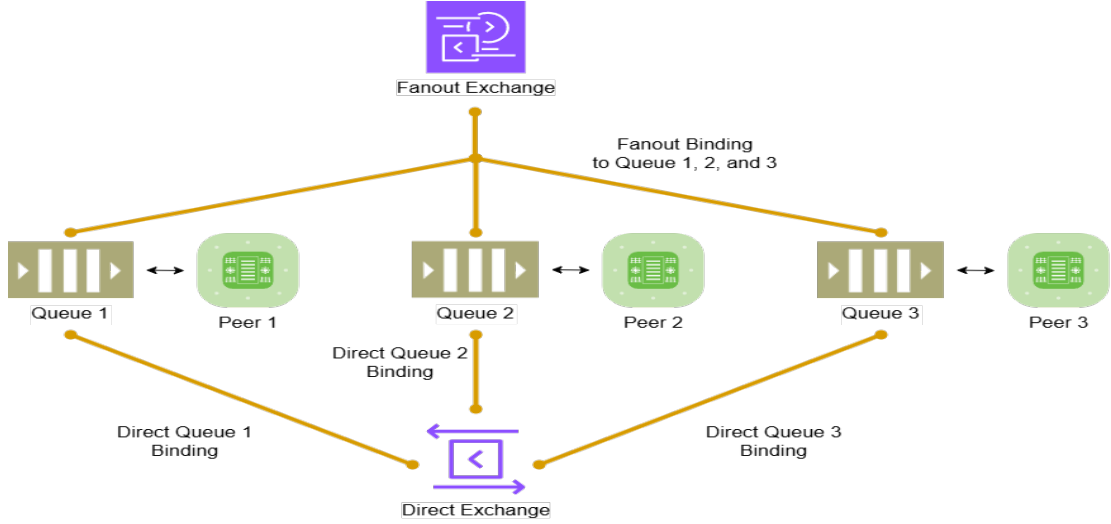 Fanout Exchange
Fanout Binding
to Queue 1, 2, and 3
Queue 1
Peer 1
Queue 2
Peer 2
Queue 3
Peer 3
Direct Queue 2
Binding
Direct Queue 1
Binding
Direct Queue 3
Binding
Direct Exchange